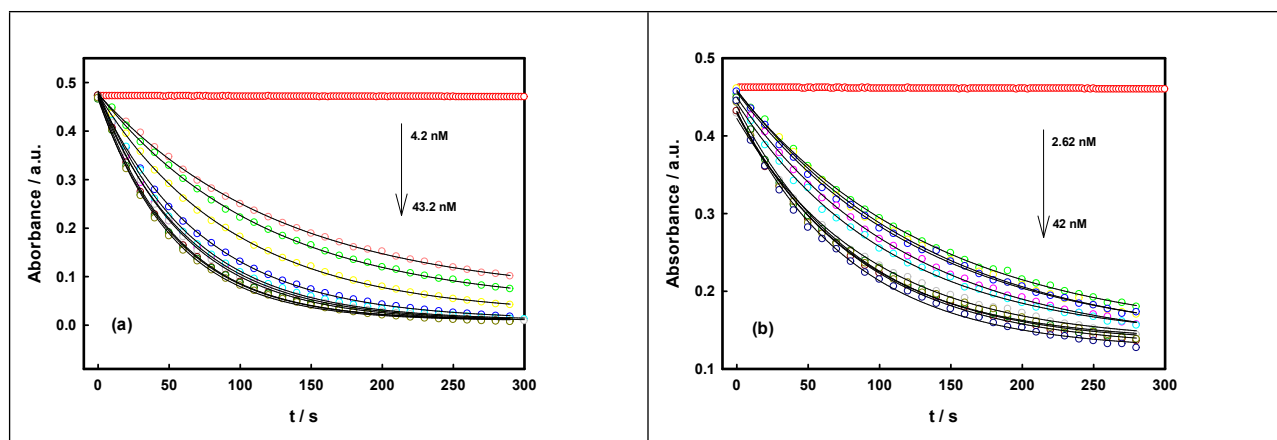 Aborbance / a.u.
0.5
0.4
0.3
0.2
0.1
0.0
4.2 nM
43.2 nM
(a)
0 50 100 150 200 250 300
t / s
Absorbance / a.u.
0.5
0.4
0.3
0.2
0.1
2.62 nM
42 nM
(b)
0 50 100 150 200 250 300
t / s